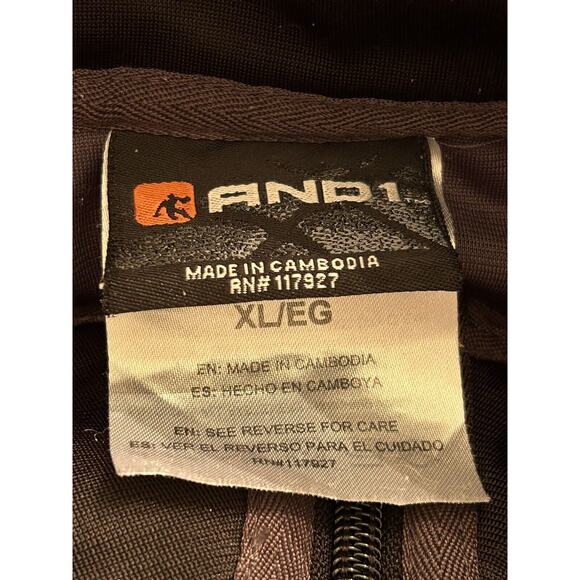 AND1
MADE IN CAMBODIA
RN# 117927
XL/EG
EN: MADE IN CAMBODIA
ES: HECHO EN CAMBOYA
EN: SEE REVERSE FOR CARE
ES: VER EL REVERSO PARA EL CUIDADO
RN#117927